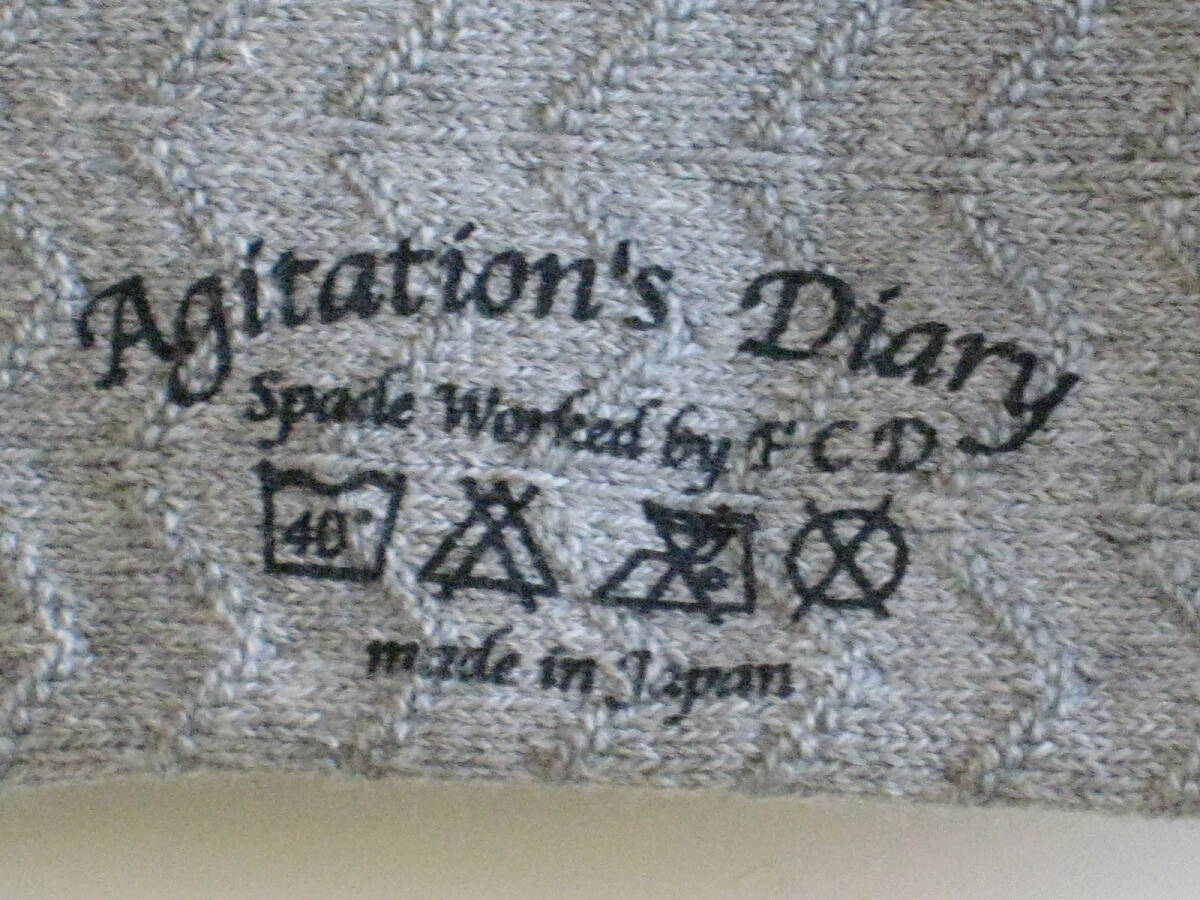 Agitation's Diary
Spade Worked by F C D
40°
made in Japan